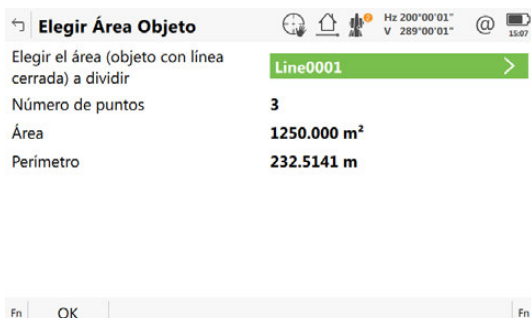 Elegir Área Objeto
Hz 200°00'01"
V 289°00'01"
@
15:07
Elegir el área (objeto con línea
cerrada) a dividir
Line0001
Número de puntos
3
Área
1250.000 m²
Perímetro
232.5141 m
Fn
OK
Fn